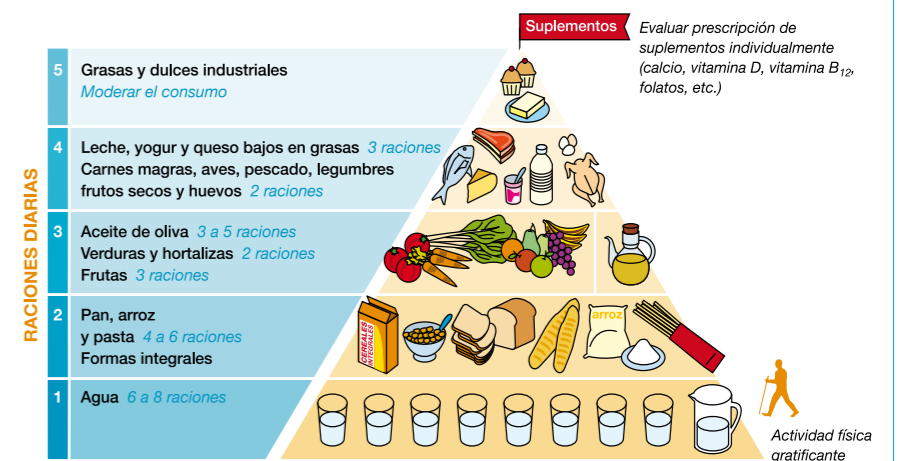 Suplementos
Evaluar prescripción de
suplementos individualmente
(calcio, vitamina D, vitamina B12,
folatos, etc.)
RACIONES DIARIAS
5
Grasas y dulces industriales
Moderar el consumo
4
Leche, yogur y queso bajos en grasas 3 raciones
Carnes magras, aves, pescado, legumbres
frutos secos y huevos 2 raciones
3
Aceite de oliva 3 a 5 raciones
Verduras y hortalizas 2 raciones
Frutas 3 raciones
2
Pan, arroz
y pasta 4 a 6 raciones
Formas integrales
CEREALES
INTEGRALES
arroz
1
Agua 6 a 8 raciones
Actividad física
gratificante